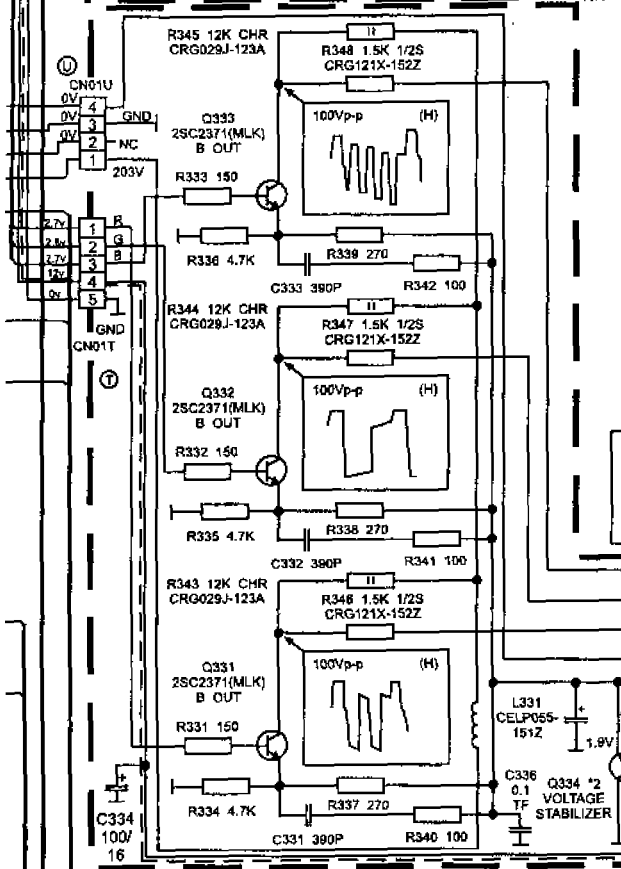 R345 12K CHR
CRG029J-123A
R348 1.5K 1/2S
CRG121X-152Z
U
CN01U
0V
4
0V
3
GND
0V
2
NC
1
203V
Q333
2SC2371(MLK)
B OUT
100Vp-p
(H)
R333 150
2.7V
1
R
2.8V
2
G
2.7V
3
B
12V
4
0V
5
GND
CN01T
T
R336 4.7K
R339 270
C333 390P
R342 100
R344 12K CHR
CRG029J-123A
R347 1.5K 1/2S
CRG121X-152Z
Q332
2SC2371(MLK)
B OUT
100Vp-p
(H)
R332 150
R335 4.7K
R338 270
C332 390P
R341 100
R343 12K CHR
CRG029J-123A
R346 1.5K 1/2S
CRG121X-152Z
Q331
2SC2371(MLK)
B OUT
100Vp-p
(H)
R331 150
L331
CELP055-
151Z
1.9V
R334 4.7K
R337 270
C331 390P
R340 100
C334
100/
16
C336
0.1
TF
Q334 *2
VOLTAGE
STABILIZER